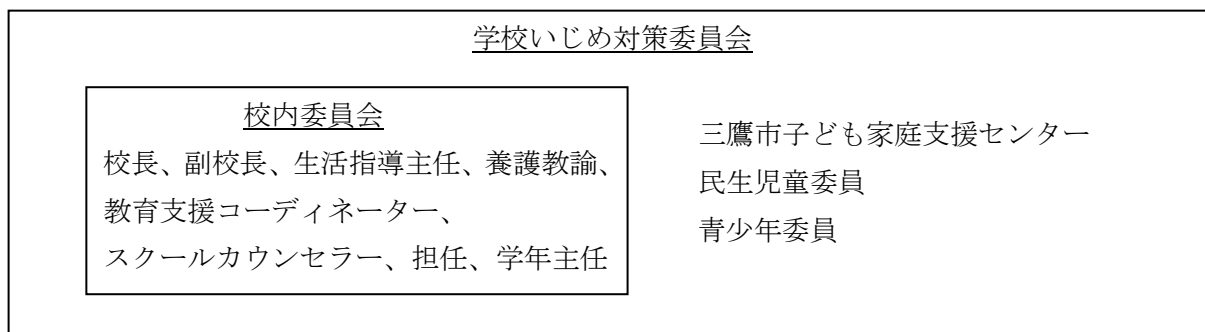 学校いじめ対策委員会
校内委員会
校長、副校長、生活指導主任、養護教諭、
教育支援コーディネーター、
スクールカウンセラー、担任、学年主任
三鷹市子ども家庭支援センター
民生児童委員
青少年委員